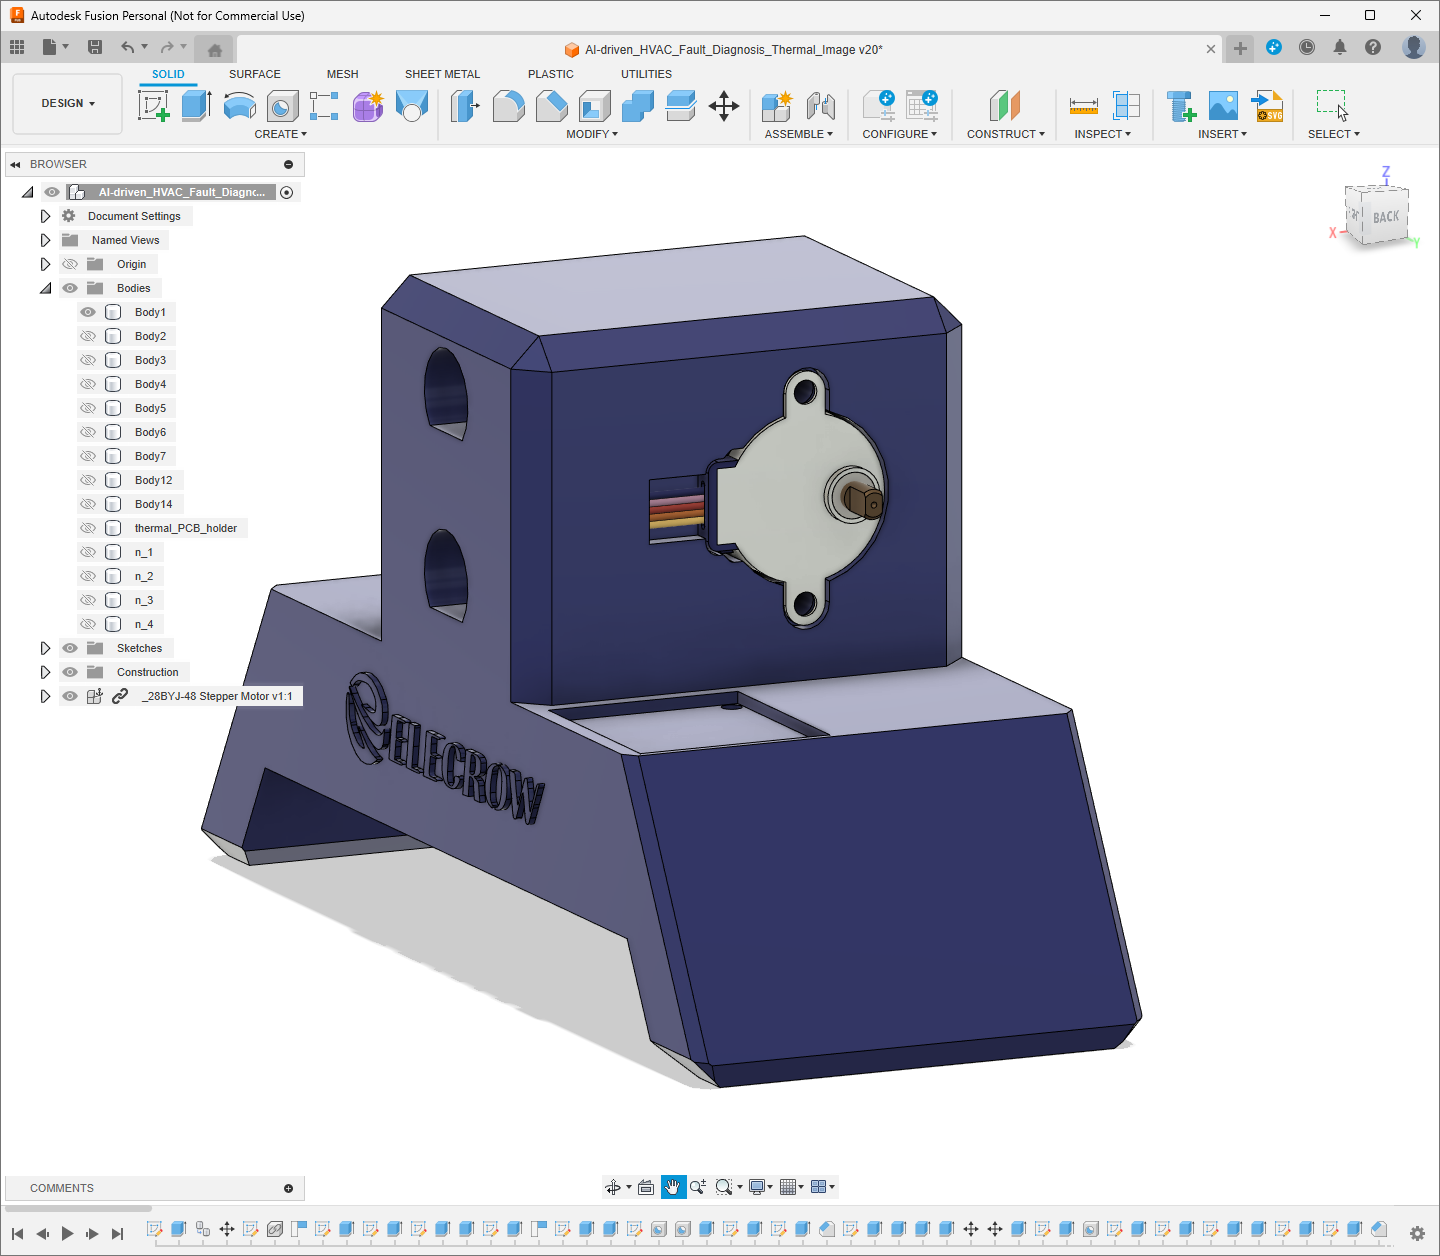 Autodesk Fusion Personal (Not for Commercial Use)
AI-driven_HVAC_Fault_Diagnosis_Thermal_Image v20*
SOLID SURFACE MESH SHEET METAL PLASTIC UTILITIES
DESIGN
SVG
CREATE MODIFY ASSEMBLE CONFIGURE CONSTRUCT INSPECT INSERT SELECT
BROWSER
AI-driven_HVAC_Fault_Diagnc...
Document Settings
Named Views
Origin
Bodies
Body1
Body2
Body3
Body4
Body5
Body6
Body7
Body12
Body14
thermal_PCB_holder
n_1
n_2
n_3
n_4
Sketches
Construction
_28BYJ-48 Stepper Motor v1:1
Z
BACK
X
Y
ELECROW
COMMENTS